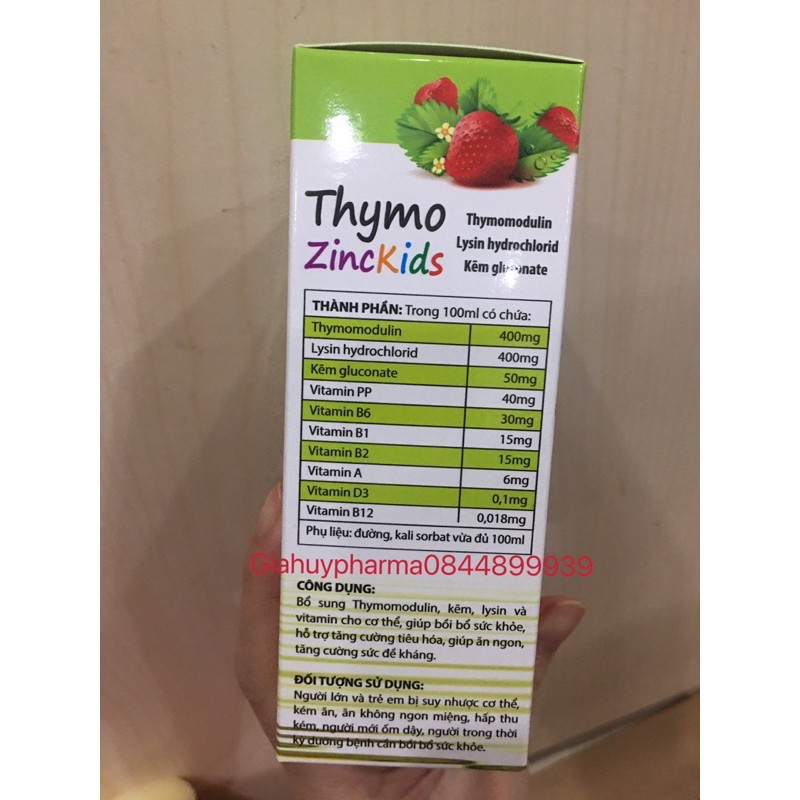 Thymo
ZincKids
Thymomodulin
Lysin hydrochlorid
Kẽm gluconate
THÀNH PHẦN: Trong 100ml có chứa:
Thymomodulin 400mg
Lysin hydrochlorid 400mg
Kẽm gluconate 50mg
Vitamin PP 40mg
Vitamin B6 30mg
Vitamin B1 15mg
Vitamin B2 15mg
Vitamin A 6mg
Vitamin D3 0,1mg
Vitamin B12 0,018mg
Phụ liệu: đường, kali sorbat vừa đủ 100ml
Giahuypharma0844899939
CÔNG DỤNG:
Bổ sung Thymomodulin, kẽm, lysin và
vitamin cho cơ thể, giúp bồi bổ sức khỏe,
hỗ trợ tăng cường tiêu hóa, giúp ăn ngon,
tăng cường sức đề kháng.
ĐỐI TƯỢNG SỬ DỤNG:
Người lớn và trẻ em bị suy nhược cơ thể,
kém ăn, ăn không ngon miệng, hấp thu
kém, người mới ốm dậy, người trong thời
kỳ dưỡng bệnh cần bồi bổ sức khỏe.